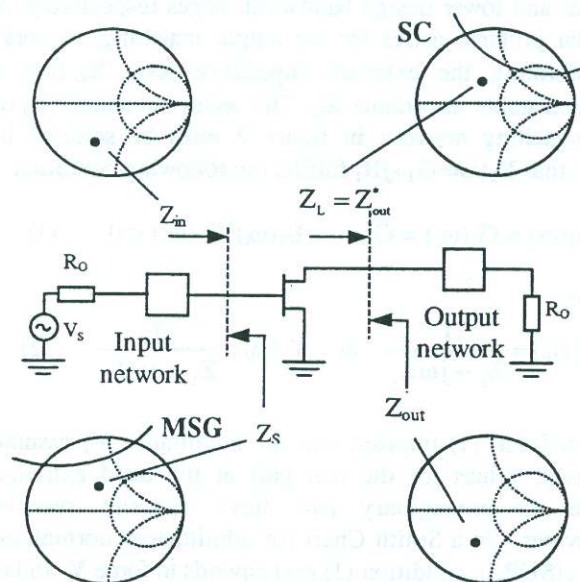 SC
Z_in
Z_L = Z*_out
R_O
V_S
Input
network
Output
network
R_O
MSG
Z_S
Z_out